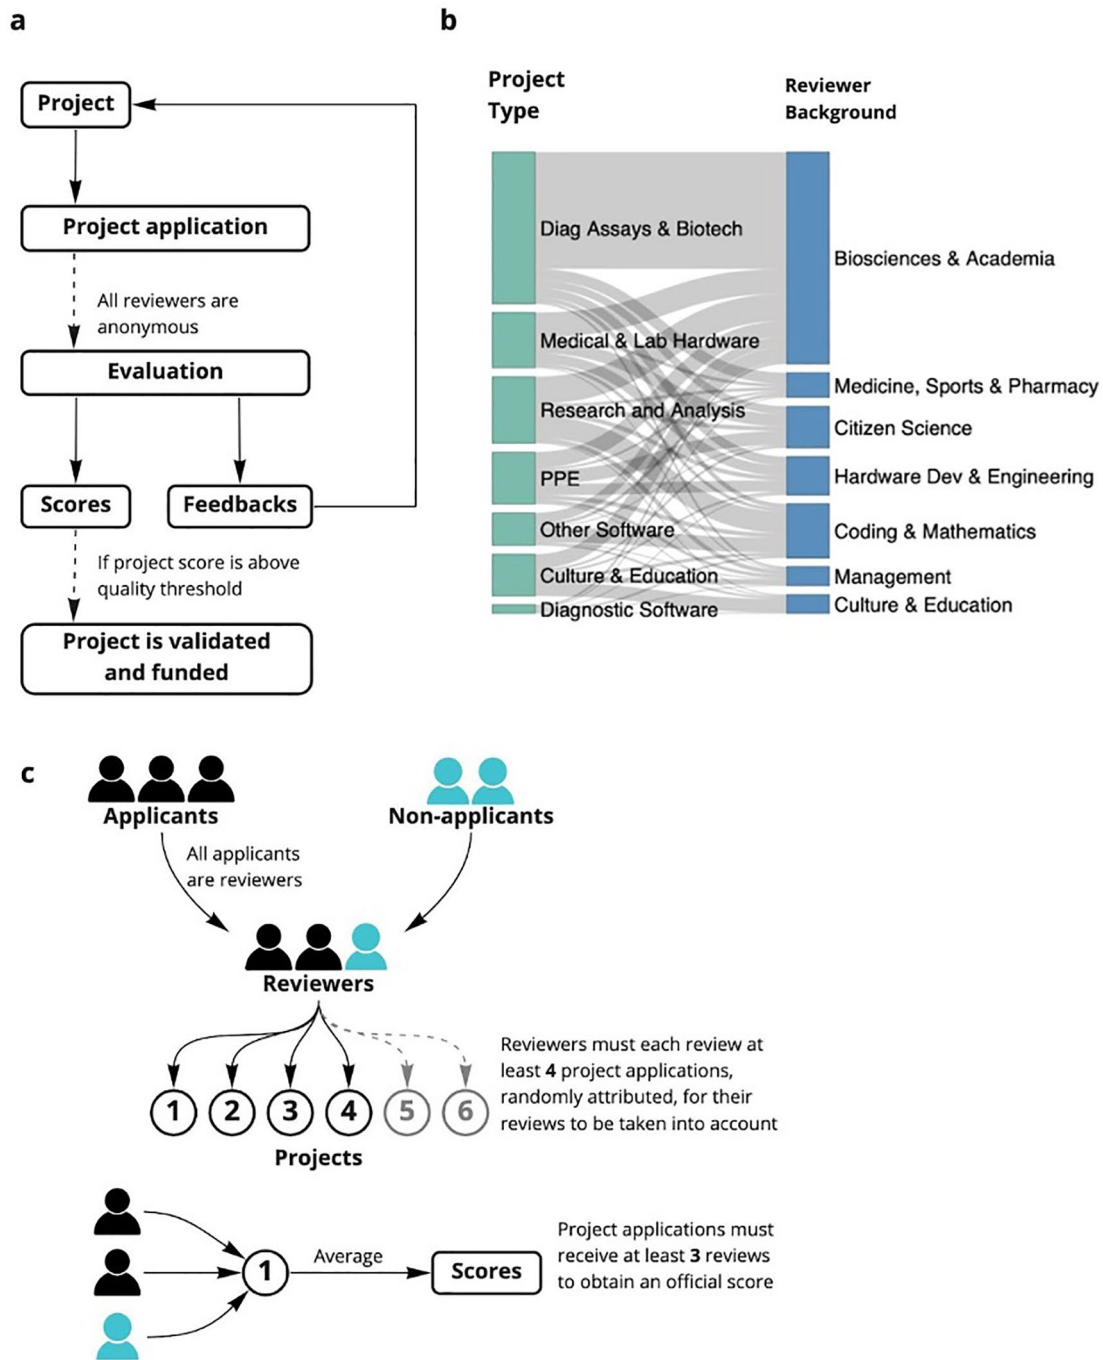 a
Project
Project application
All reviewers are
anonymous
Evaluation
Scores
Feedbacks
If project score is above
quality threshold
Project is validated
and funded
b
Project
Type
Reviewer
Background
Diag Assays & Biotech
Medical & Lab Hardware
Research and Analysis
PPE
Other Software
Culture & Education
Diagnostic Software
Biosciences & Academia
Medicine, Sports & Pharmacy
Citizen Science
Hardware Dev & Engineering
Coding & Mathematics
Management
Culture & Education
c
Applicants
Non-applicants
All applicants
are reviewers
Reviewers
1 2 3 4 5 6
Projects
Reviewers must each review at
least 4 project applications,
randomly attributed, for their
reviews to be taken into account
1
Average
Scores
Project applications must
receive at least 3 reviews
to obtain an official score